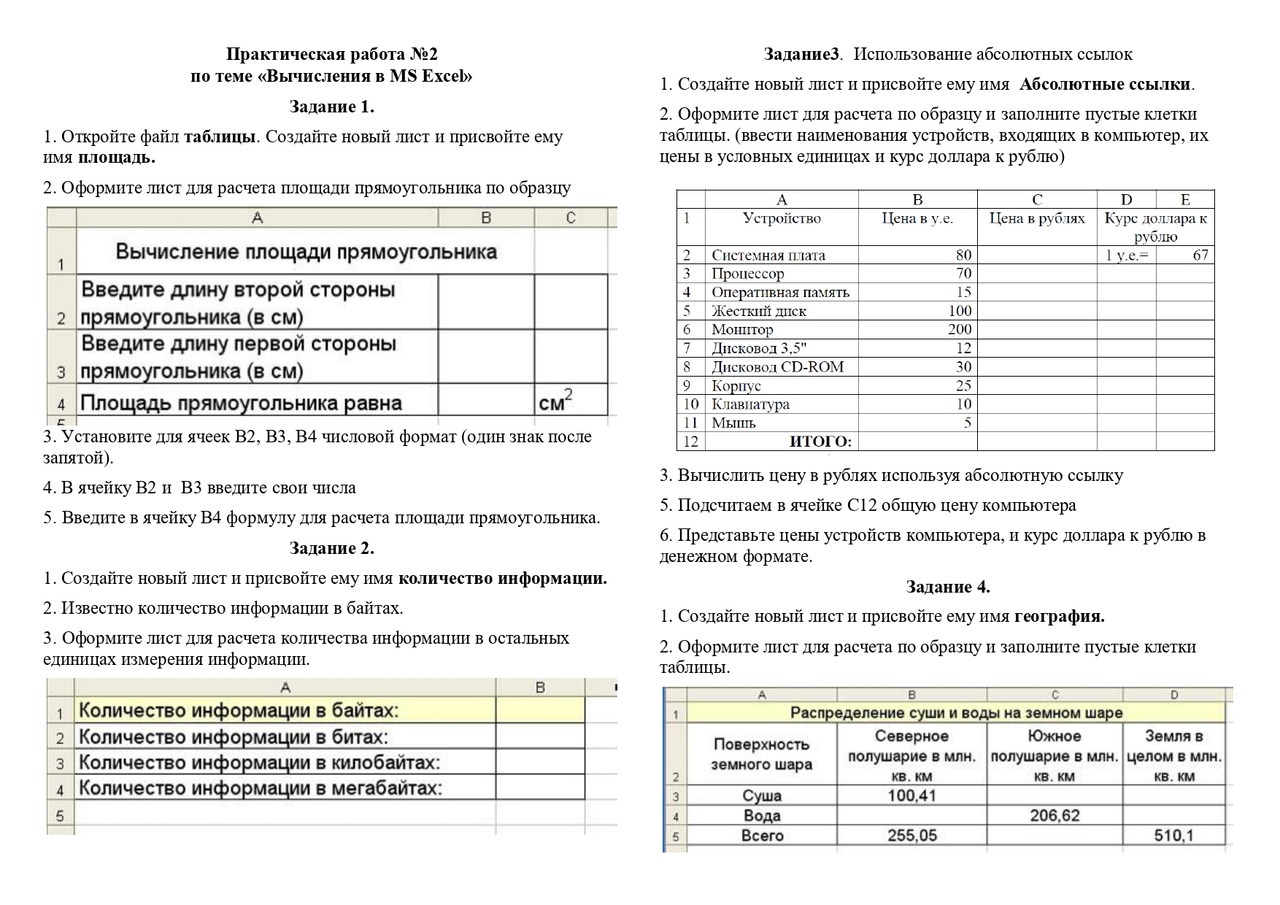 Практическая работа №2
по теме «Вычисления в MS Excel»
Задание 1.
1. Откройте файл таблицы. Создайте новый лист и присвойте ему
имя площадь.
2. Оформите лист для расчета площади прямоугольника по образцу
A B C
1 Вычисление площади прямоугольника
Введите длину второй стороны
2 прямоугольника (в см)
Введите длину первой стороны
3 прямоугольника (в см)
4 Площадь прямоугольника равна см2
5
3. Установите для ячеек B2, B3, B4 числовой формат (один знак после
запятой).
4. В ячейку B2 и B3 введите свои числа
5. Введите в ячейку B4 формулу для расчета площади прямоугольника.
Задание 2.
1. Создайте новый лист и присвойте ему имя количество информации.
2. Известно количество информации в байтах.
3. Оформите лист для расчета количества информации в остальных
единицах измерения информации.
A B
1 Количество информации в байтах:
2 Количество информации в битах:
3 Количество информации в килобайтах:
4 Количество информации в мегабайтах:
5
Задание3. Использование абсолютных ссылок
1. Создайте новый лист и присвойте ему имя Абсолютные ссылки.
2. Оформите лист для расчета по образцу и заполните пустые клетки
таблицы. (ввести наименования устройств, входящих в компьютер, их
цены в условных единицах и курс доллара к рублю)
A B C D E
1 Устройство Цена в у.е. Цена в рублях Курс доллара к
рублю
2 Системная плата 80 1 у.е.= 67
3 Процессор 70
4 Оперативная память 15
5 Жесткий диск 100
6 Монитор 200
7 Дисковод 3,5" 12
8 Дисковод CD-ROM 30
9 Корпус 25
10 Клавиатура 10
11 Мышь 5
12 ИТОГО:
3. Вычислить цену в рублях используя абсолютную ссылку
5. Подсчитаем в ячейке С12 общую цену компьютера
6. Представьте цены устройств компьютера, и курс доллара к рублю в
денежном формате.
Задание 4.
1. Создайте новый лист и присвойте ему имя география.
2. Оформите лист для расчета по образцу и заполните пустые клетки
таблицы.
A B C D
1 Распределение суши и воды на земном шаре
Поверхность Северное Южное Земля в
земного шара полушарие в млн. полушарие в млн. целом в млн.
2 кв. км кв. км кв. км
3 Суша 100,41
4 Вода 206,62
5 Всего 255,05 510,1